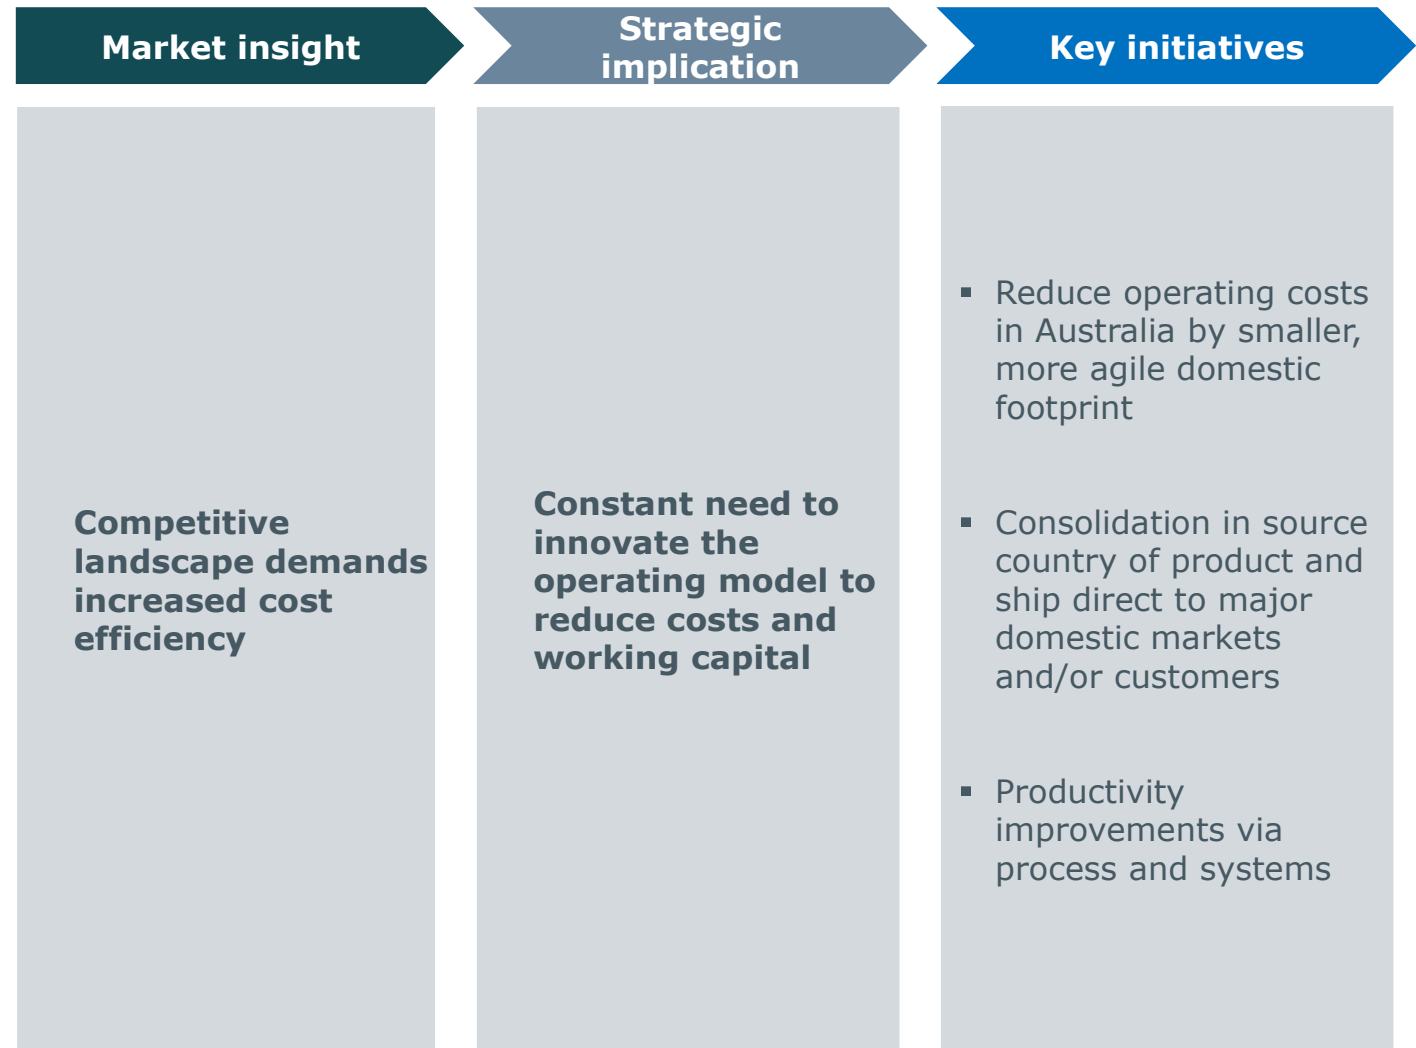 Market insight
Strategic
implication
Key initiatives
Competitive
landscape demands
increased cost
efficiency
Constant need to
innovate the
operating model to
reduce costs and
working capital
▪ Reduce operating costs
in Australia by smaller,
more agile domestic
footprint
▪ Consolidation in source
country of product and
ship direct to major
domestic markets
and/or customers
▪ Productivity
improvements via
process and systems